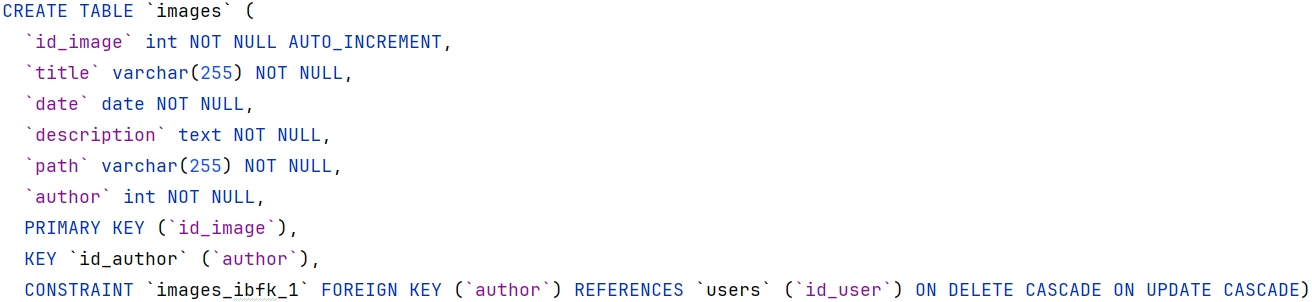 CREATE TABLE `images` (
  `id_image` int NOT NULL AUTO_INCREMENT,
  `title` varchar(255) NOT NULL,
  `date` date NOT NULL,
  `description` text NOT NULL,
  `path` varchar(255) NOT NULL,
  `author` int NOT NULL,
  PRIMARY KEY (`id_image`),
  KEY `id_author` (`author`),
  CONSTRAINT `images_ibfk_1` FOREIGN KEY (`author`) REFERENCES `users` (`id_user`) ON DELETE CASCADE ON UPDATE CASCADE)